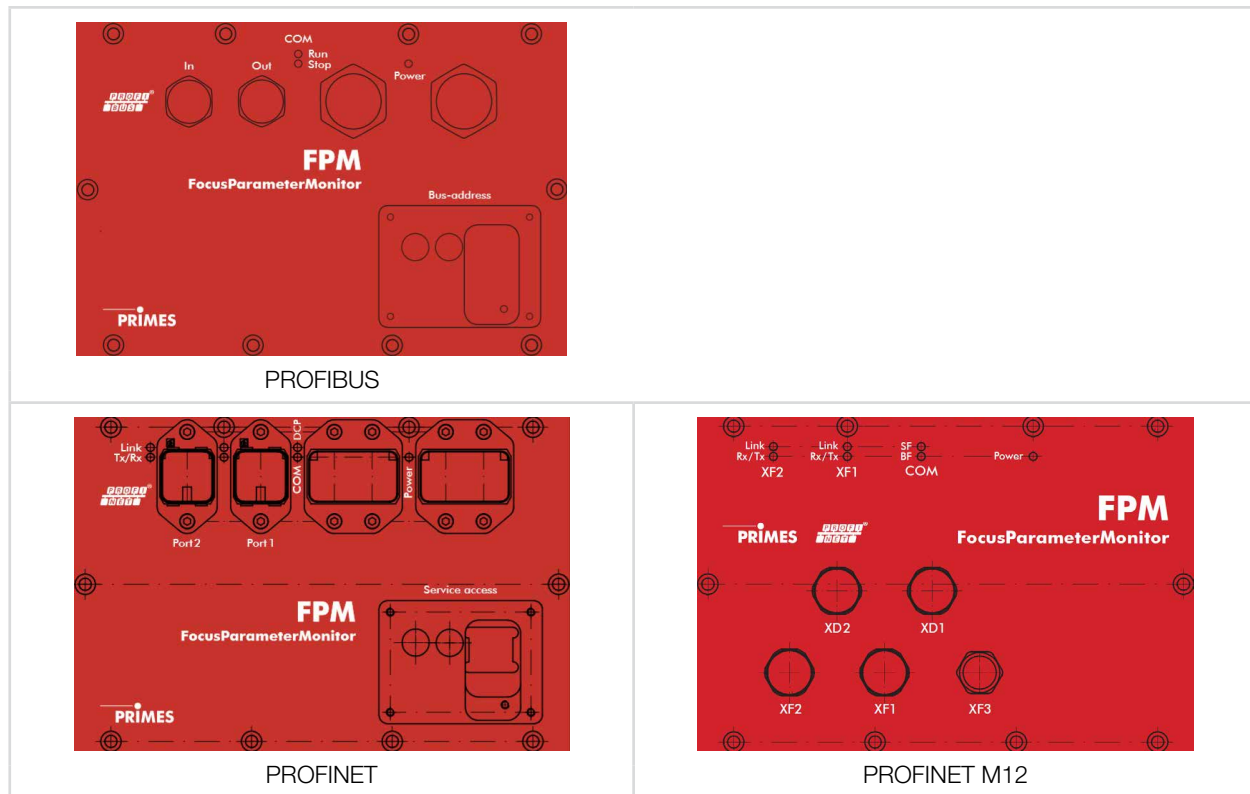 COM
Run
Stop
In
Out
Power
PROFI
BUS
®
FPM
FocusParameterMonitor
Bus-address
PRIMES
PROFIBUS
Link
Tx/Rx
COM DCP
Power
PROFI
NET
®
Port2
Port1
Service access
FPM
FocusParameterMonitor
PRIMES
PROFINET
Link
Rx/Tx
XF2
Link
Rx/Tx
XF1
SF
BF
COM
Power
FPM
PRIMES
PROFI
NET
®
FocusParameterMonitor
XD2
XD1
XF2
XF1
XF3
PROFINET M12